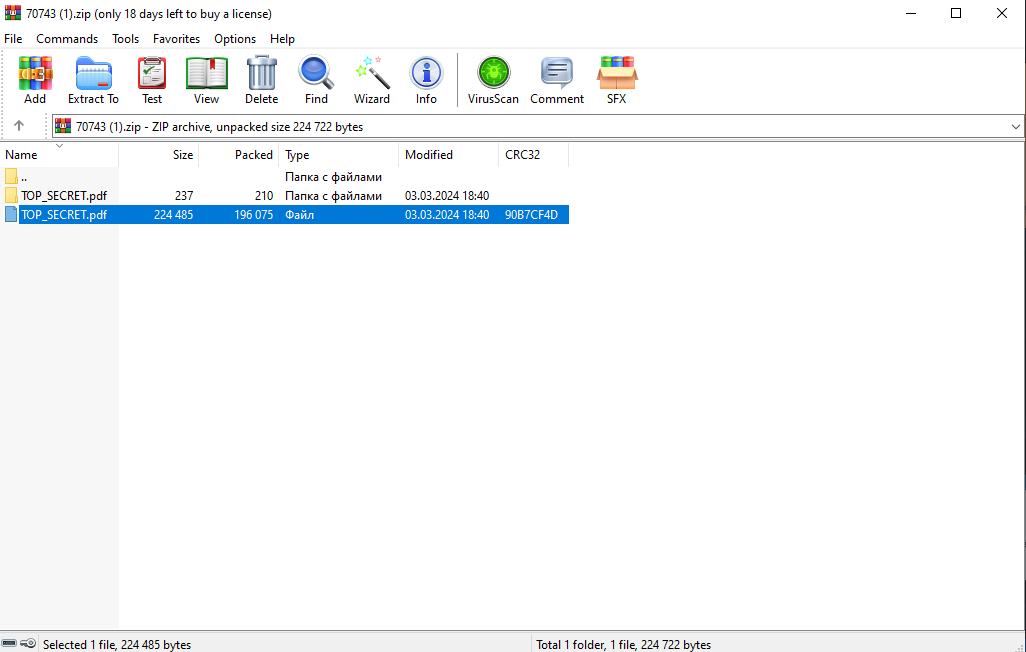 70743 (1).zip (only 18 days left to buy a license)
File Commands Tools Favorites Options Help
Add Extract To Test View Delete Find Wizard Info VirusScan Comment SFX
70743 (1).zip - ZIP archive, unpacked size 224 722 bytes
Name Size Packed Type Modified CRC32
.. Папка с файлами
TOP_SECRET.pdf 237 210 Папка с файлами 03.03.2024 18:40
TOP_SECRET.pdf 224 485 196 075 Файл 03.03.2024 18:40 90B7CF4D
Selected 1 file, 224 485 bytes Total 1 folder, 1 file, 224 722 bytes